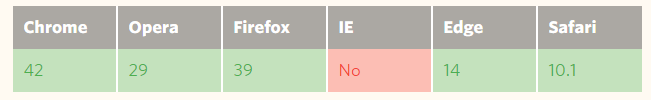 Chrome Opera Firefox IE Edge Safari
42 29 39 No 14 10.1